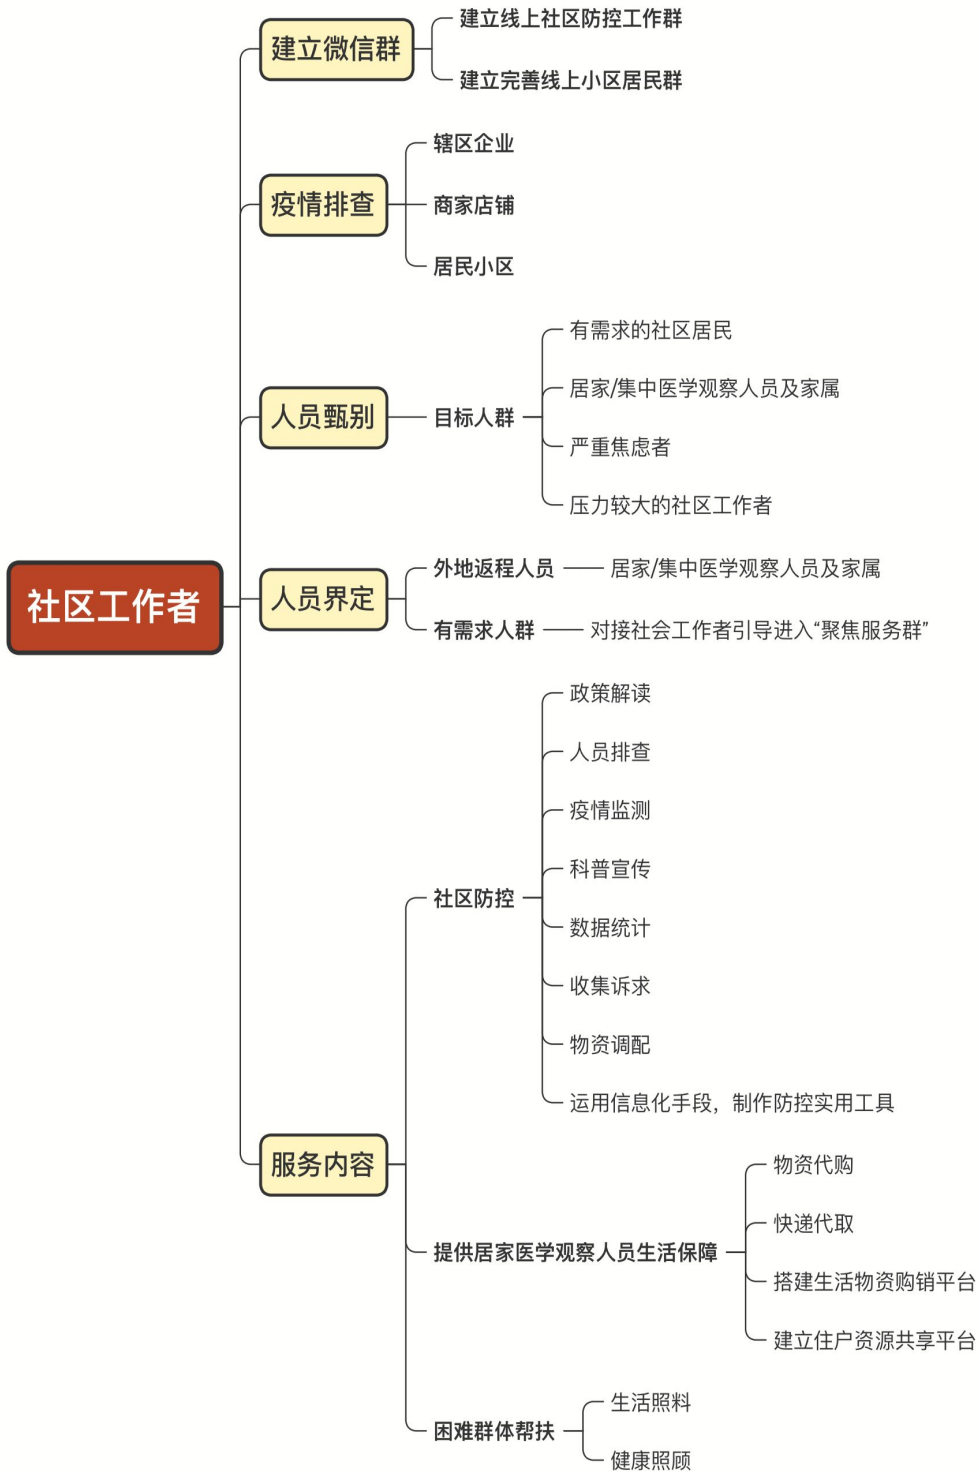 社区工作者
建立微信群
建立线上社区防控工作群
建立完善线上小区居民群
疫情排查
辖区企业
商家店铺
居民小区
人员甄别
目标人群
有需求的社区居民
居家/集中医学观察人员及家属
严重焦虑者
压力较大的社区工作者
人员界定
外地返程人员
居家/集中医学观察人员及家属
有需求人群
对接社会工作者引导进入“聚焦服务群”
服务内容
社区防控
政策解读
人员排查
疫情监测
科普宣传
数据统计
收集诉求
物资调配
运用信息化手段，制作防控实用工具
提供居家医学观察人员生活保障
物资代购
快递代取
搭建生活物资购销平台
建立住户资源共享平台
困难群体帮扶
生活照料
健康照顾